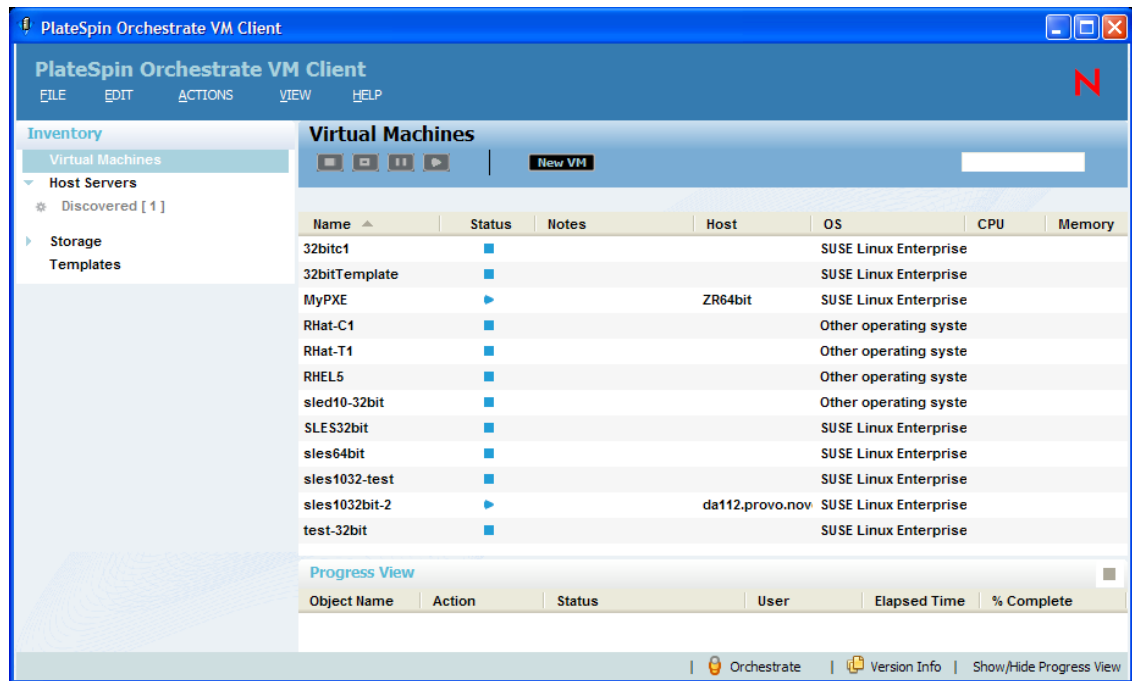 PlateSpin Orchestrate VM Client
PlateSpin Orchestrate VM Client
N
FILE EDIT ACTIONS VIEW HELP
Inventory
Virtual Machines
Host Servers
Discovered [ 1 ]
Storage
Templates
Virtual Machines
New VM
Name Status Notes Host OS CPU Memory
32bitc1 SUSE Linux Enterprise
32bitTemplate SUSE Linux Enterprise
MyPXE ZR64bit SUSE Linux Enterprise
RHat-C1 Other operating syste
RHat-T1 Other operating syste
RHEL5 Other operating syste
sled10-32bit Other operating syste
SLES32bit SUSE Linux Enterprise
sles64bit SUSE Linux Enterprise
sles1032-test SUSE Linux Enterprise
sles1032bit-2 da112.provo.nov SUSE Linux Enterprise
test-32bit SUSE Linux Enterprise
Progress View
Object Name Action Status User Elapsed Time % Complete
| Orchestrate | Version Info | Show/Hide Progress View